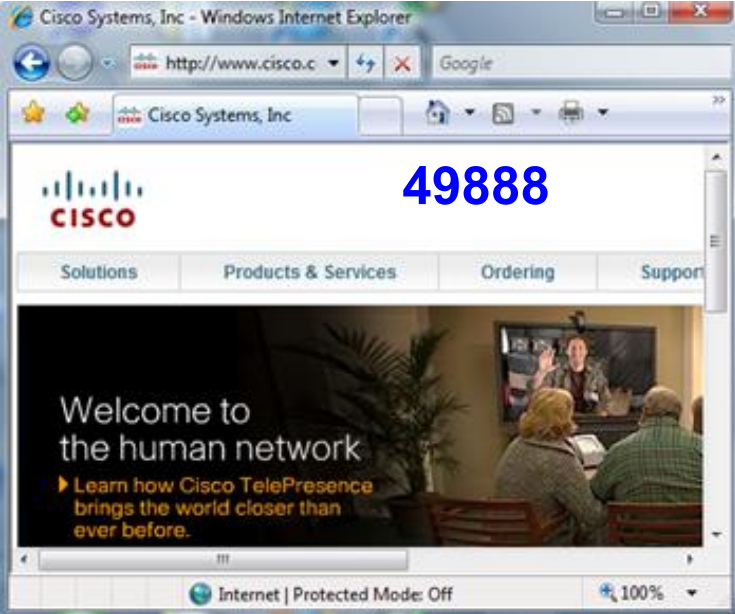 Cisco Systems, Inc - Windows Internet Explorer
http://www.cisco.c
Google
Cisco Systems, Inc
CISCO
49888
Solutions
Products & Services
Ordering
Support
Welcome to
the human network
Learn how Cisco TelePresence
brings the world closer than
ever before.
Internet | Protected Mode: Off
100%